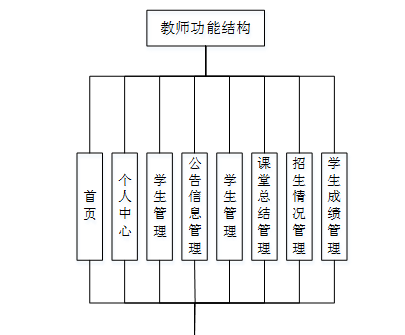 教师功能结构
首页
个人中心
学生管理
公告信息管理
学生管理
课堂总结管理
招生情况管理
学生成绩管理